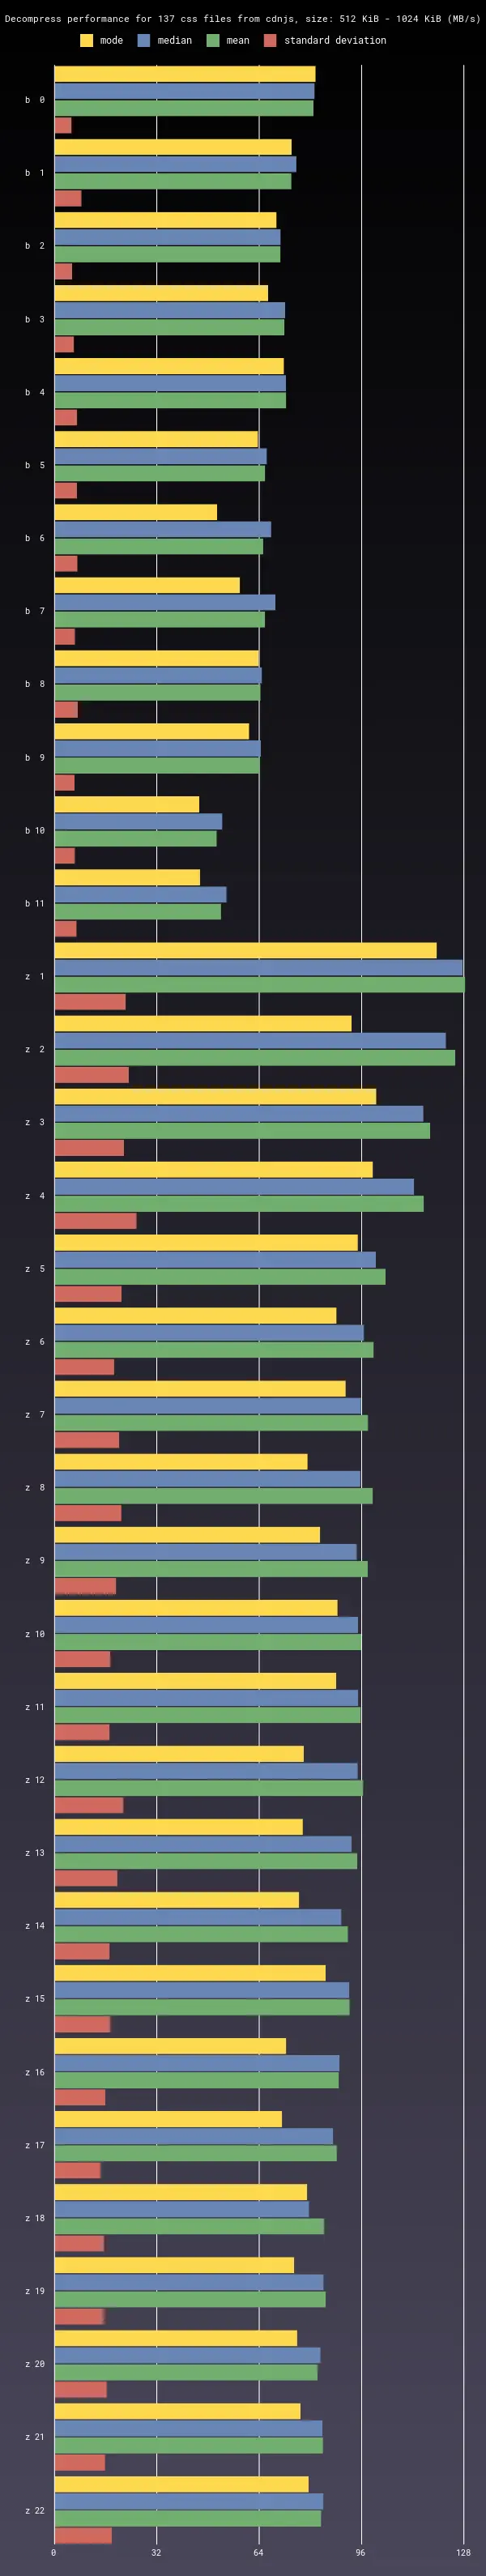 Decompress performance for 137 css files from cdnjs, size: 512 KiB - 1024 KiB (MB/s)
mode median mean standard deviation
b 0
b 1
b 2
b 3
b 4
b 5
b 6
b 7
b 8
b 9
b 10
b 11
z 1
z 2
z 3
z 4
z 5
z 6
z 7
z 8
z 9
z 10
z 11
z 12
z 13
z 14
z 15
z 16
z 17
z 18
z 19
z 20
z 21
z 22
0 32 64 96 128